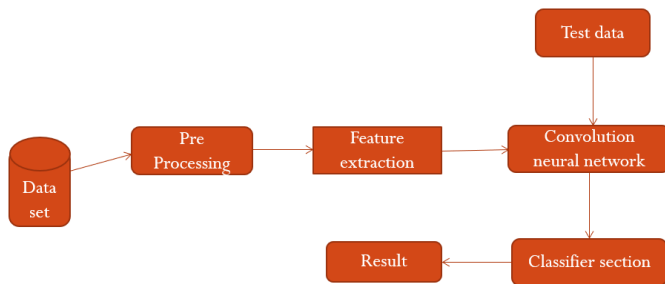 Test data
Pre
Processing
Feature
extraction
Convolution
neural network
Data
set
Result
Classifier section